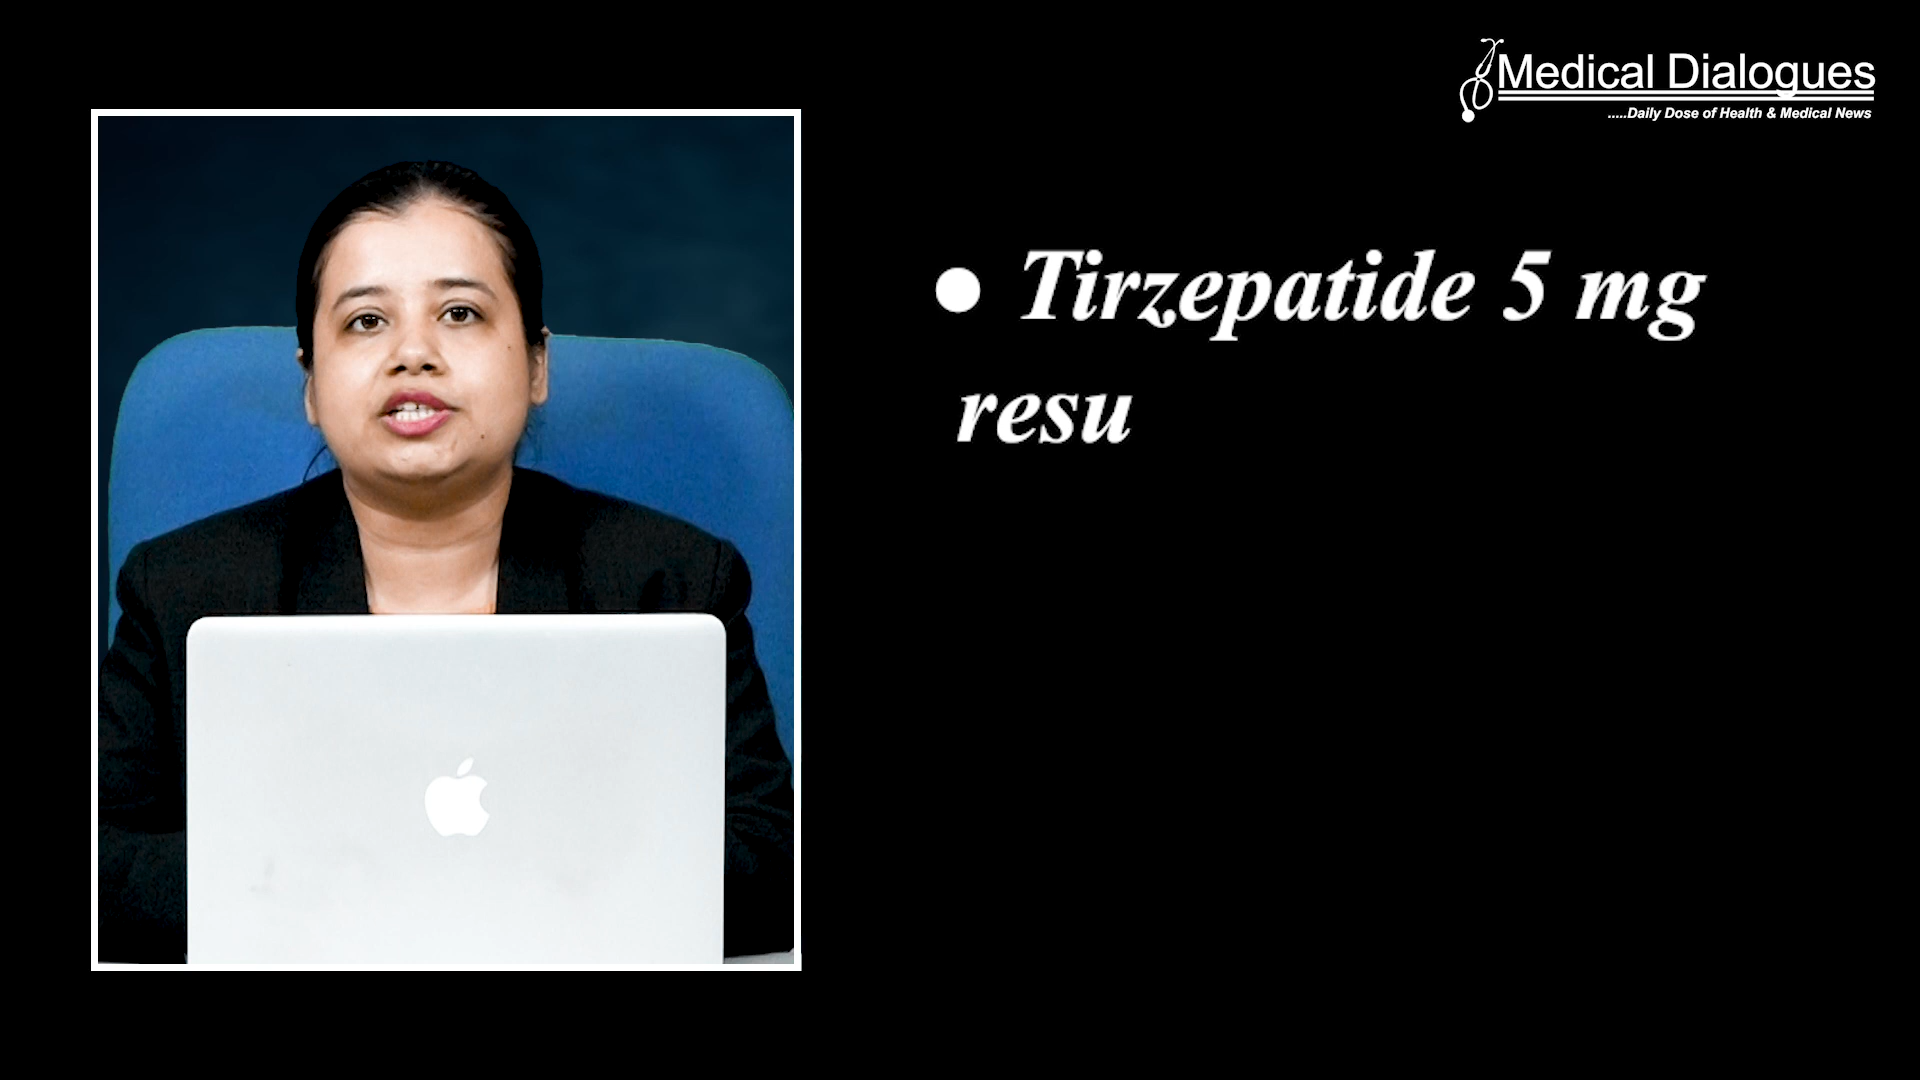 Medical Dialogues
.....Daily Dose of Health & Medical News
• Tirzepatide 5 mg
resu